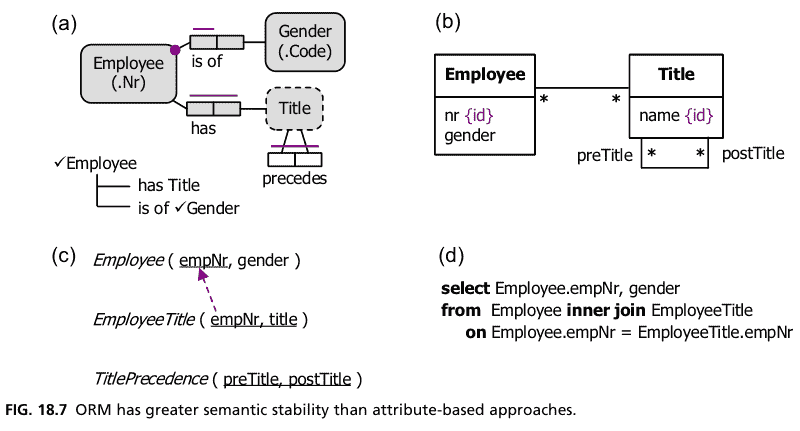 (a)
Employee
(.Nr)
is of
Gender
(.Code)
has
Title
precedes
✓Employee
has Title
is of ✓Gender
(b)
Employee
nr {id}
gender
* *
Title
name {id}
preTitle * * postTitle
(c) Employee ( empNr, gender )
EmployeeTitle ( empNr, title )
TitlePrecedence ( preTitle, postTitle )
(d)
select Employee.empNr, gender
from Employee inner join EmployeeTitle
on Employee.empNr = EmployeeTitle.empNr
FIG. 18.7 ORM has greater semantic stability than attribute-based approaches.